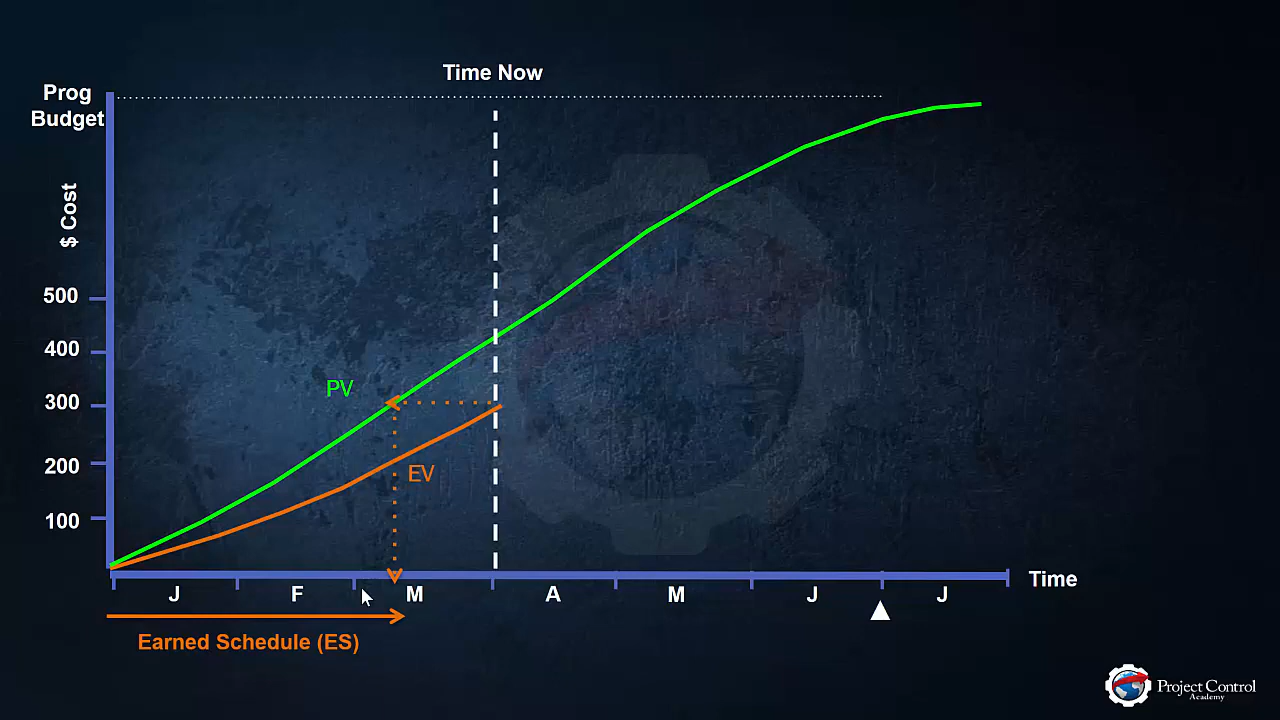 Time Now
Prog
Budget
$ Cost
500
400
300
200
100
PV
EV
J F M A M J J
Time
Earned Schedule (ES)
Project Control
Academy